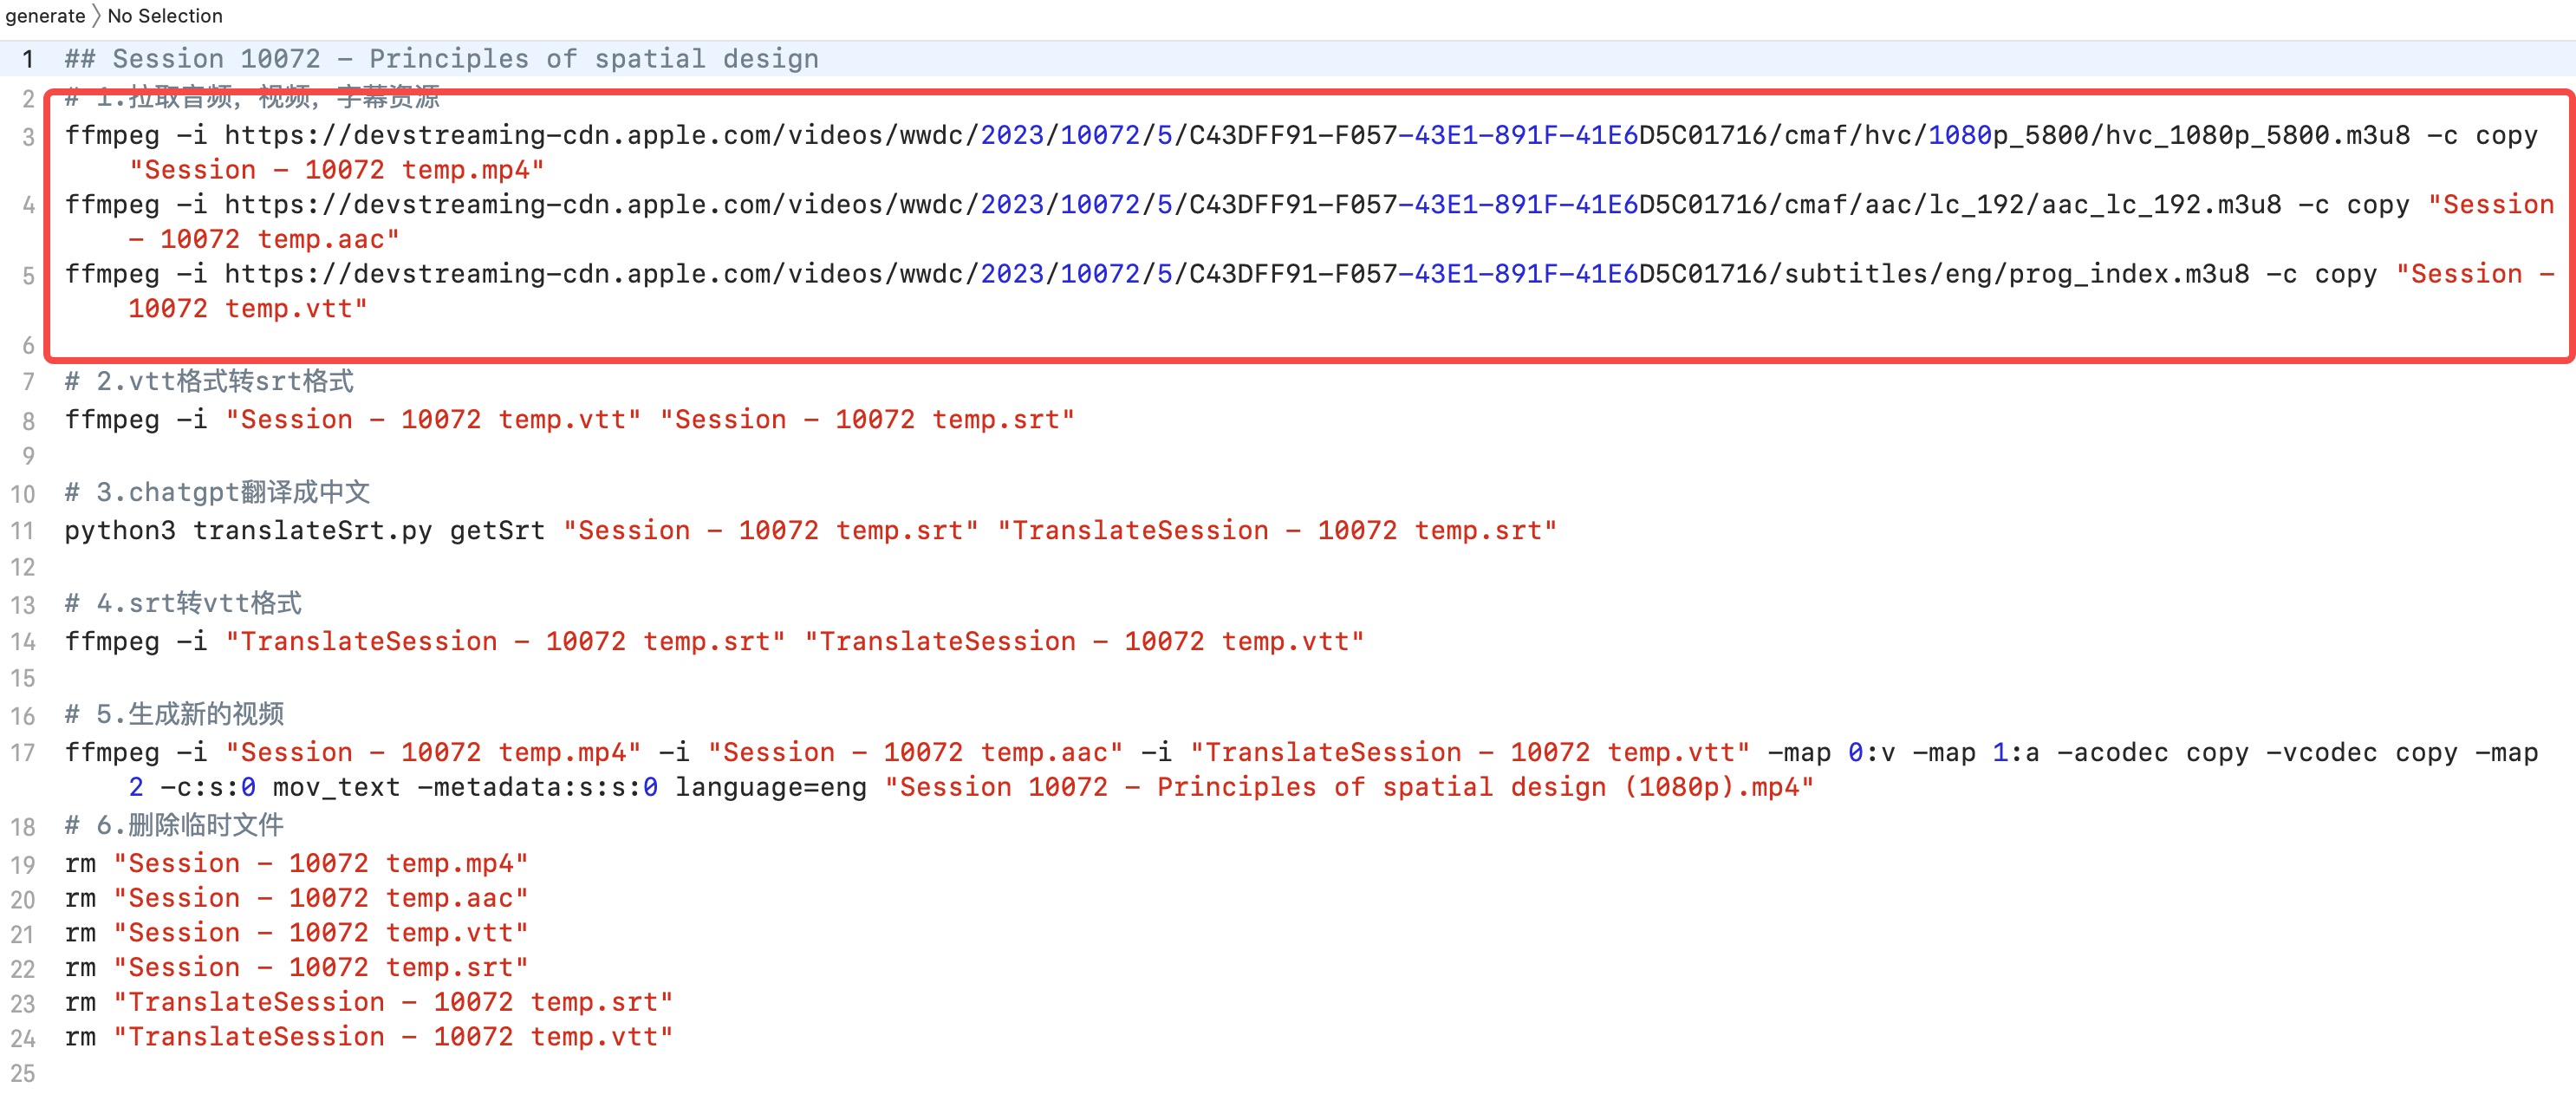 generate 〉 No Selection
1 ## Session 10072 - Principles of spatial design
2 # 1.拉取音频，视频，字幕资源
3 ffmpeg -i https://devstreaming-cdn.apple.com/videos/wwdc/2023/10072/5/C43DFF91-F057-43E1-891F-41E6D5C01716/cmaf/hvc/1080p_5800/hvc_1080p_5800.m3u8 -c copy
"Session - 10072 temp.mp4"
4 ffmpeg -i https://devstreaming-cdn.apple.com/videos/wwdc/2023/10072/5/C43DFF91-F057-43E1-891F-41E6D5C01716/cmaf/aac/lc_192/aac_lc_192.m3u8 -c copy "Session
- 10072 temp.aac"
5 ffmpeg -i https://devstreaming-cdn.apple.com/videos/wwdc/2023/10072/5/C43DFF91-F057-43E1-891F-41E6D5C01716/subtitles/eng/prog_index.m3u8 -c copy "Session -
10072 temp.vtt"
6
7 # 2.vtt格式转srt格式
8 ffmpeg -i "Session - 10072 temp.vtt" "Session - 10072 temp.srt"
9
10 # 3.chatgpt翻译成中文
11 python3 translateSrt.py getSrt "Session - 10072 temp.srt" "TranslateSession - 10072 temp.srt"
12
13 # 4.srt转vtt格式
14 ffmpeg -i "TranslateSession - 10072 temp.srt" "TranslateSession - 10072 temp.vtt"
15
16 # 5.生成新的视频
17 ffmpeg -i "Session - 10072 temp.mp4" -i "Session - 10072 temp.aac" -i "TranslateSession - 10072 temp.vtt" -map 0:v -map 1:a -acodec copy -vcodec copy -map
2 -c:s:0 mov_text -metadata:s:s:0 language=eng "Session 10072 - Principles of spatial design (1080p).mp4"
18 # 6.删除临时文件
19 rm "Session - 10072 temp.mp4"
20 rm "Session - 10072 temp.aac"
21 rm "Session - 10072 temp.vtt"
22 rm "Session - 10072 temp.srt"
23 rm "TranslateSession - 10072 temp.srt"
24 rm "TranslateSession - 10072 temp.vtt"
25